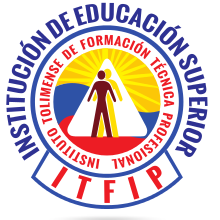 INSTITUCIÓN DE EDUCACIÓN SUPERIOR
INSTITUTO TOLIMENSE DE FORMACIÓN TÉCNICA PROFESIONAL
ITFIP